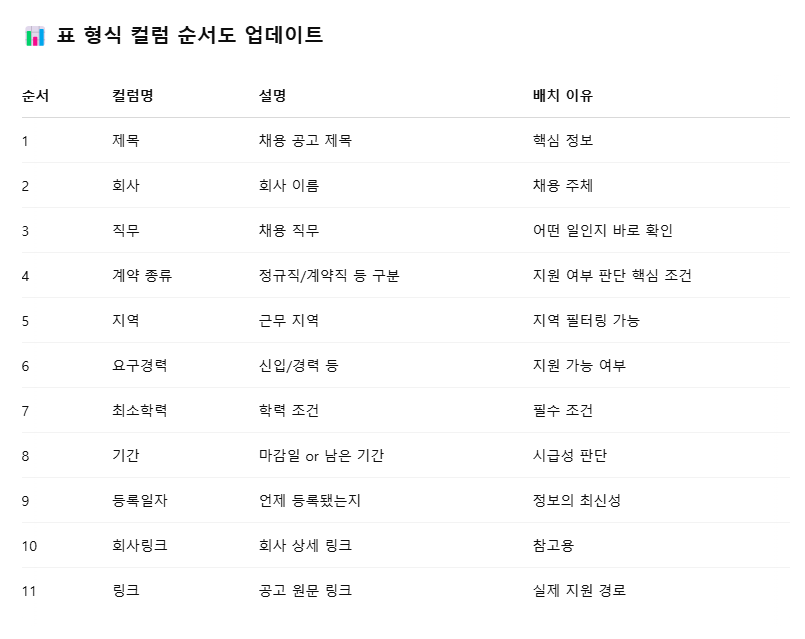 표 형식 컬럼 순서도 업데이트
순서 컬럼명 설명 배치 이유
1 제목 채용 공고 제목 핵심 정보
2 회사 회사 이름 채용 주체
3 직무 채용 직무 어떤 일인지 바로 확인
4 계약 종류 정규직/계약직 등 구분 지원 여부 판단 핵심 조건
5 지역 근무 지역 지역 필터링 가능
6 요구경력 신입/경력 등 지원 가능 여부
7 최소학력 학력 조건 필수 조건
8 기간 마감일 or 남은 기간 시급성 판단
9 등록일자 언제 등록됐는지 정보의 최신성
10 회사링크 회사 상세 링크 참고용
11 링크 공고 원문 링크 실제 지원 경로